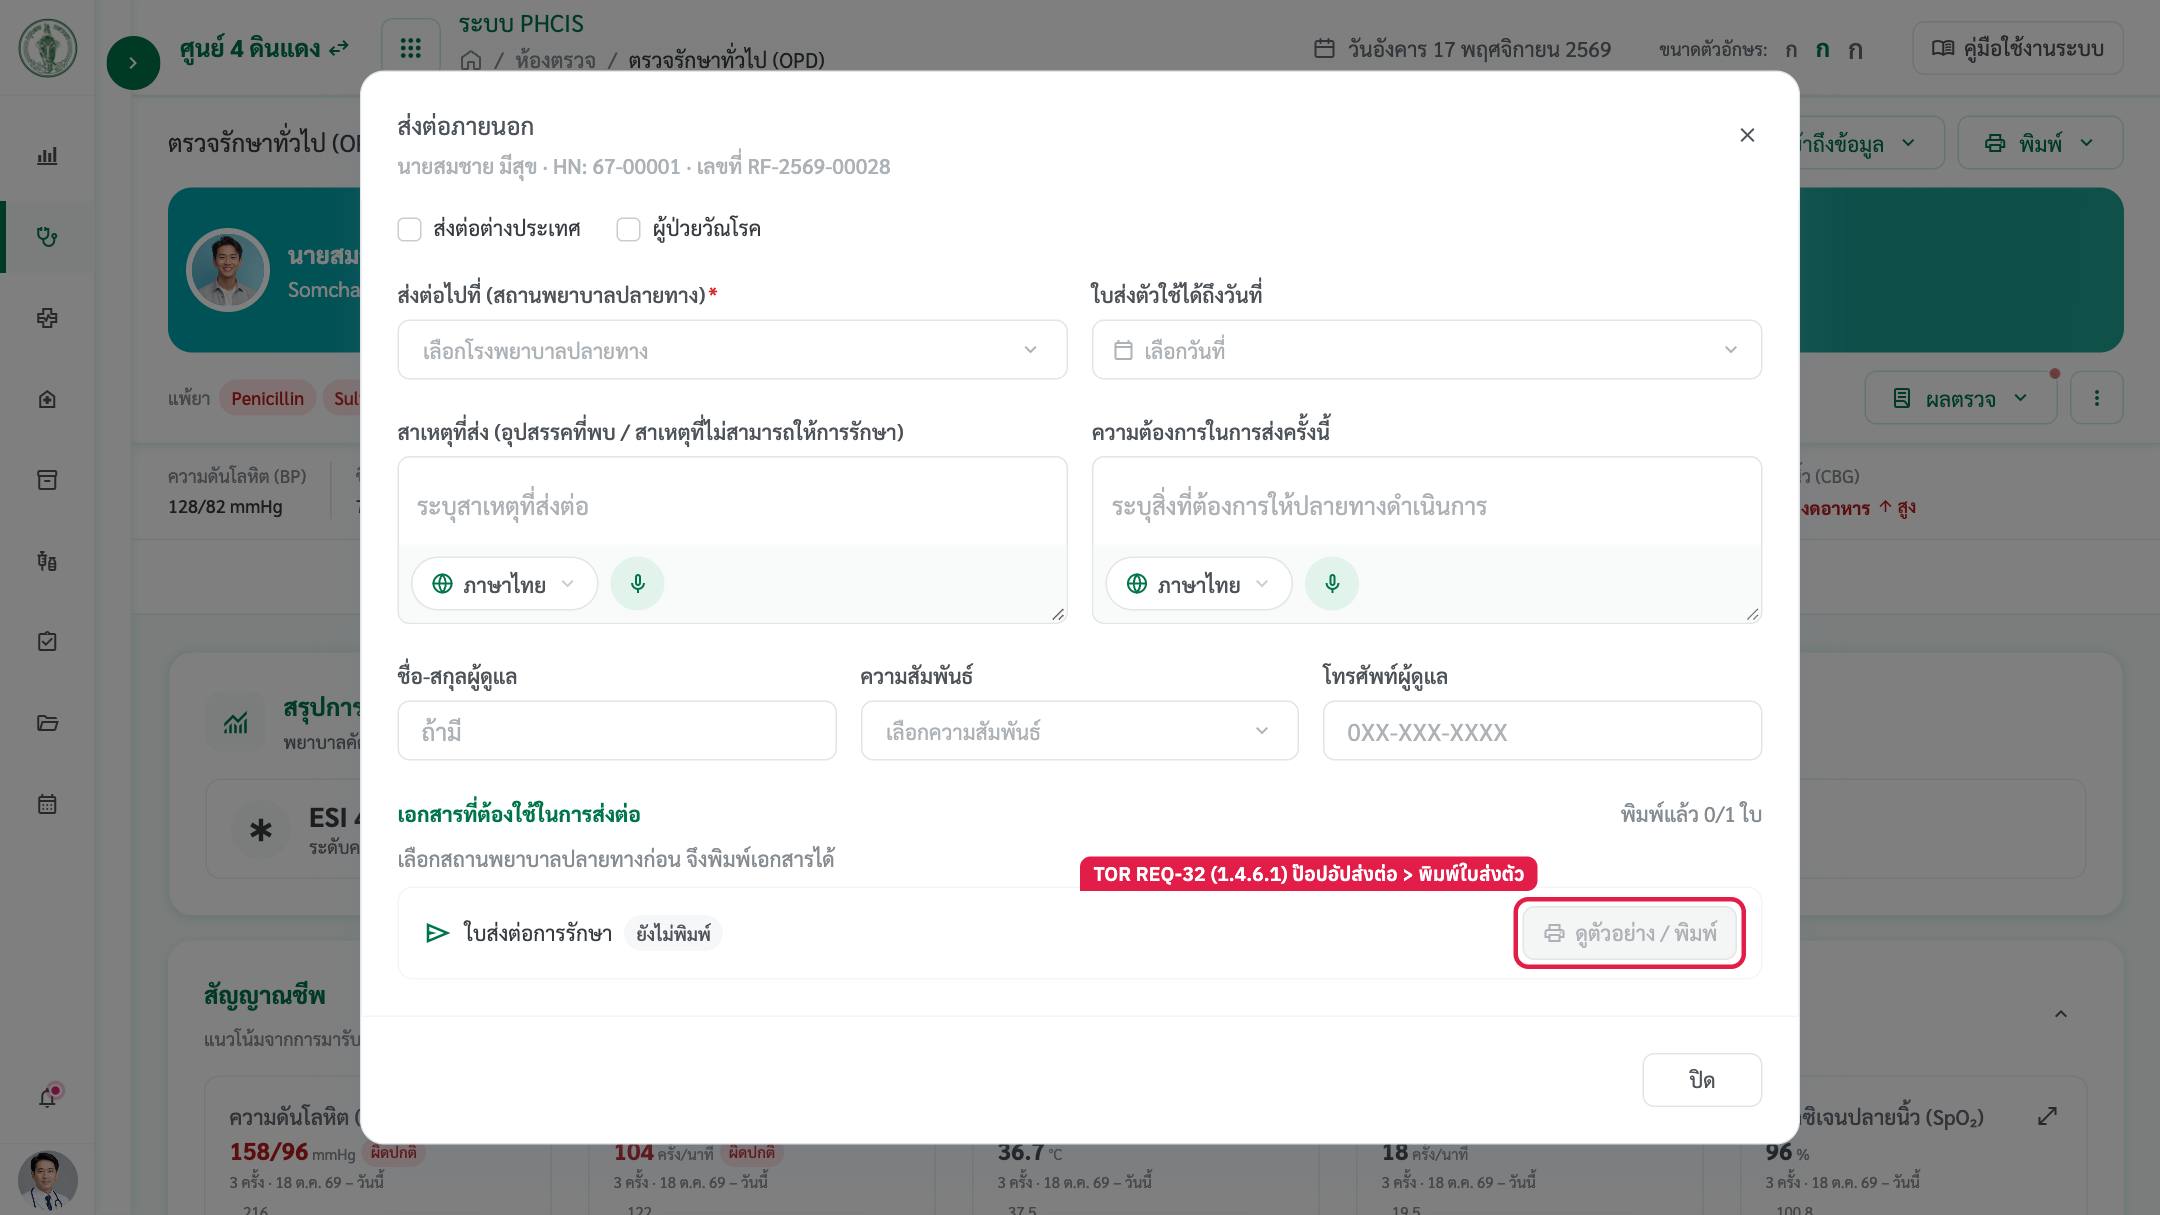 ศูนย์ 4 ดินแดง
ระบบ PHCIS
/ ห้องตรวจ / ตรวจรักษาทั่วไป (OPD)
วันอังคาร 17 พฤศจิกายน 2569
ขนาดตัวอักษร: ก ก ก
คู่มือใช้งานระบบ
ตรวจรักษาทั่วไป (OP
าถึงข้อมูล
พิมพ์
นายสม
Somcha
แพ้ยา Penicillin Sul
ผลตรวจ
ความดันโลหิต (BP)
128/82 mmHg
(CBG)
งดอาหาร ↑ สูง
สรุปการ
พยาบาลคั
ESI 4
ระดับค
สัญญาณชีพ
แนวโน้มจากการมารับ
ส่งต่อภายนอก
นายสมชาย มีสุข · HN: 67-00001 · เลขที่ RF-2569-00028
ส่งต่อต่างประเทศ
ผู้ป่วยวัณโรค
ส่งต่อไปที่ (สถานพยาบาลปลายทาง)*
ใบส่งตัวใช้ได้ถึงวันที่
เลือกโรงพยาบาลปลายทาง
เลือกวันที่
สาเหตุที่ส่ง (อุปสรรคที่พบ / สาเหตุที่ไม่สามารถให้การรักษา)
ความต้องการในการส่งครั้งนี้
ระบุสาเหตุที่ส่งต่อ
ระบุสิ่งที่ต้องการให้ปลายทางดำเนินการ
ภาษาไทย
ภาษาไทย
ชื่อ-สกุลผู้ดูแล
ความสัมพันธ์
โทรศัพท์ผู้ดูแล
ถ้ามี
เลือกความสัมพันธ์
0XX-XXX-XXXX
เอกสารที่ต้องใช้ในการส่งต่อ
พิมพ์แล้ว 0/1 ใบ
เลือกสถานพยาบาลปลายทางก่อน จึงพิมพ์เอกสารได้
TOR REQ-32 (1.4.6.1) ป๊อปอัปส่งต่อ > พิมพ์ใบส่งตัว
ใบส่งต่อการรักษา ยังไม่พิมพ์
ดูตัวอย่าง / พิมพ์
ปิด
ความดันโลหิต (
ซิเจนปลายนิ้ว (SpO₂)
158/96 mmHg ผิดปกติ
104 ครั้ง/นาที ผิดปกติ
36.7 °C
18 ครั้ง/นาที
96 %
3 ครั้ง · 18 ต.ค. 69 – วันนี้
3 ครั้ง · 18 ต.ค. 69 – วันนี้
3 ครั้ง · 18 ต.ค. 69 – วันนี้
3 ครั้ง · 18 ต.ค. 69 – วันนี้
3 ครั้ง · 18 ต.ค. 69 – วันนี้
216
122
37.5
19.5
100.8